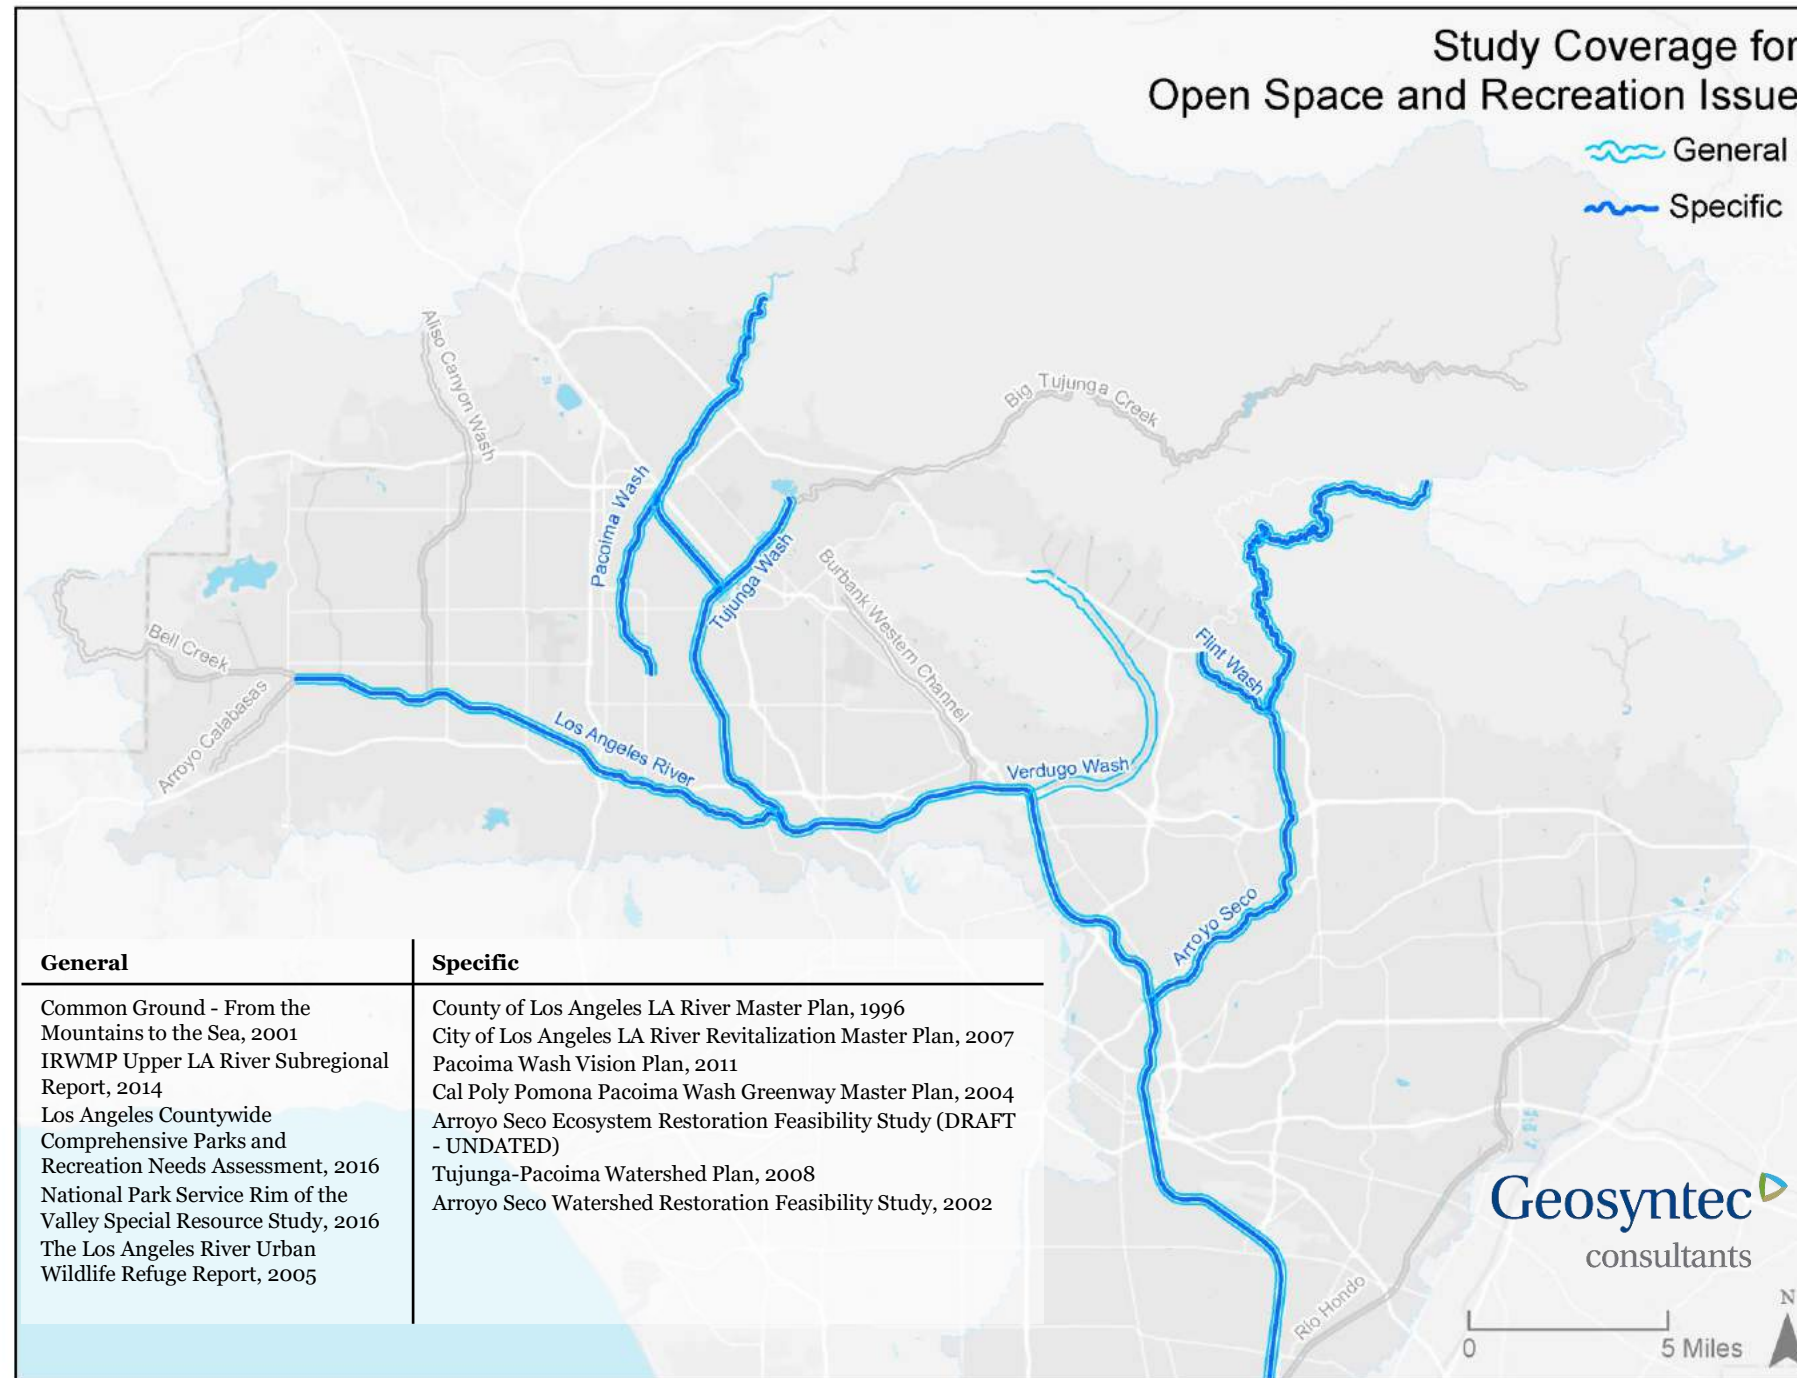 Study Coverage for
Open Space and Recreation Issue
General
Specific
Aliso Canyon Wash
Big Tujunga Creek
Pacoima Wash
Tujunga Wash
Burbank Western Channel
Flint Wash
Bell Creek
Arroyo Calabasas
Los Angeles River
Verdugo Wash
Arroyo Seco
Rio Hondo
General
Common Ground - From the
Mountains to the Sea, 2001
IRWMP Upper LA River Subregional
Report, 2014
Los Angeles Countywide
Comprehensive Parks and
Recreation Needs Assessment, 2016
National Park Service Rim of the
Valley Special Resource Study, 2016
The Los Angeles River Urban
Wildlife Refuge Report, 2005
Specific
County of Los Angeles LA River Master Plan, 1996
City of Los Angeles LA River Revitalization Master Plan, 2007
Pacoima Wash Vision Plan, 2011
Cal Poly Pomona Pacoima Wash Greenway Master Plan, 2004
Arroyo Seco Ecosystem Restoration Feasibility Study (DRAFT
- UNDATED)
Tujunga-Pacoima Watershed Plan, 2008
Arroyo Seco Watershed Restoration Feasibility Study, 2002
Geosyntec
consultants
N
0 5 Miles